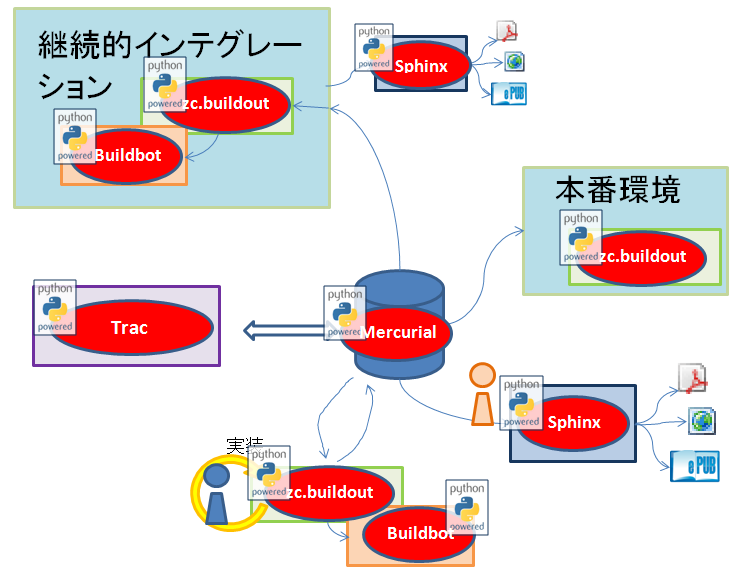 継続的インテグレー
ション
python
powered
zc.buildout
python
powered
Buildbot
python
powered
Sphinx
ePUB
本番環境
python
powered
zc.buildout
python
powered
Trac
python
powered
Mercurial
python
powered
Sphinx
ePUB
実装
python
powered
zc.buildout
python
powered
Buildbot